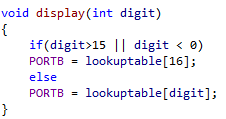 void display(int digit)
{
    if(digit>15 || digit < 0)
    PORTB = lookuptable[16];
    else
    PORTB = lookuptable[digit];
}